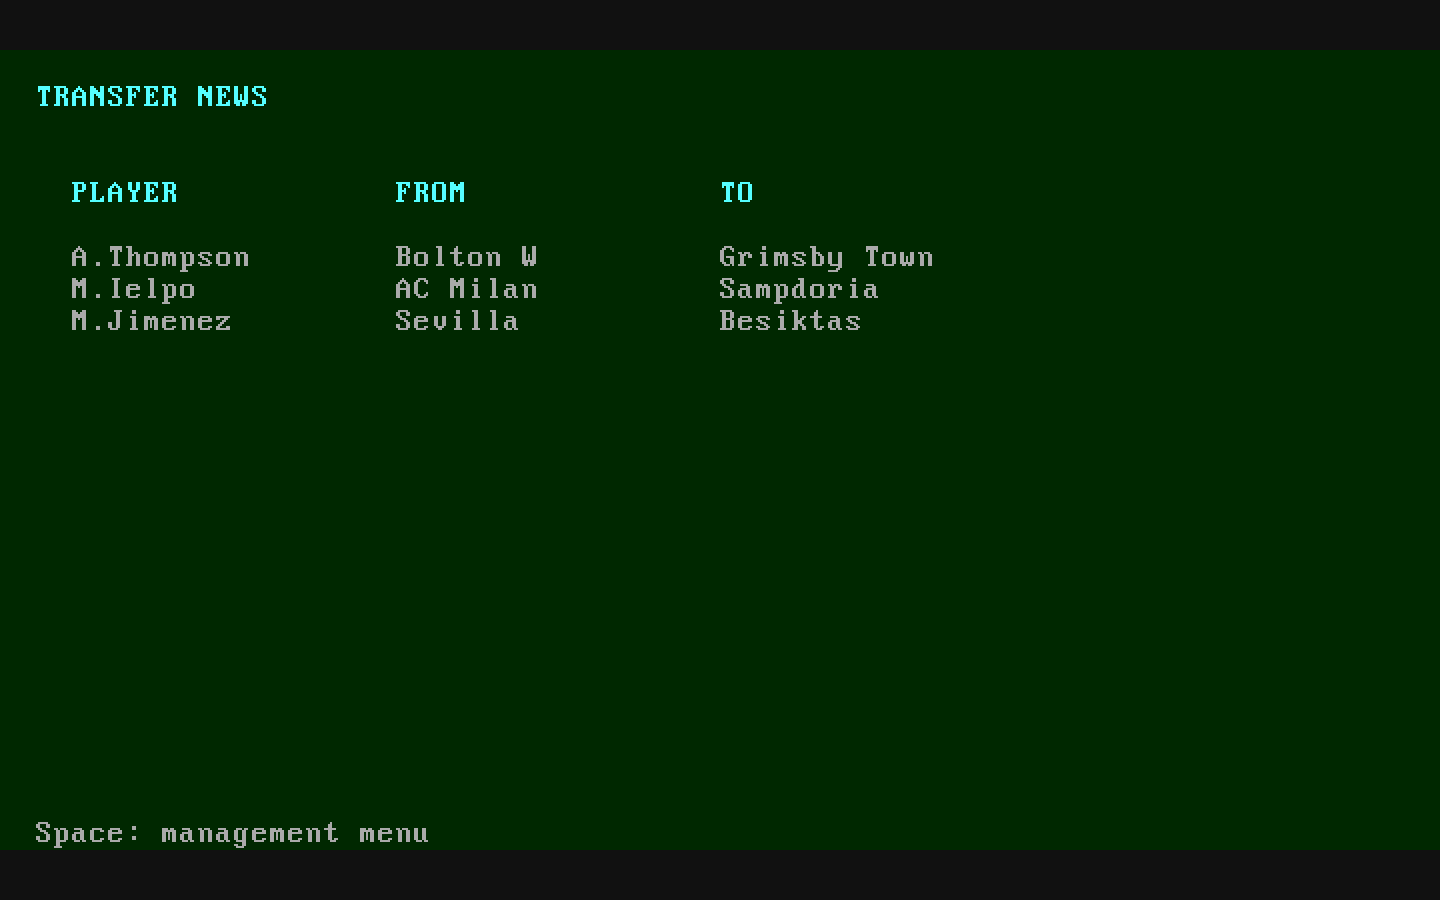 TRANSFER NEWS
PLAYER FROM TO
A.Thompson Bolton W Grimsby Town
M.Ielpo AC Milan Sampdoria
M.Jimenez Sevilla Besiktas
Space: management menu